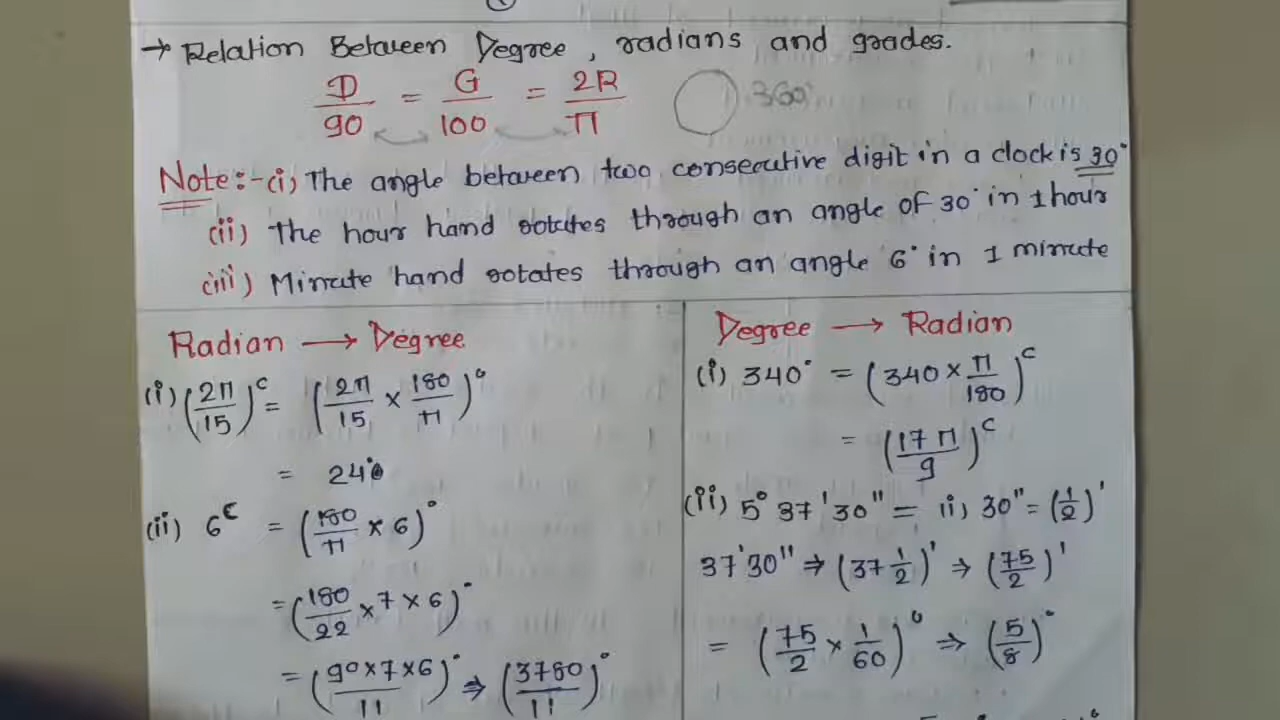 → Relation Between Degree, radians and grades.
D/90 = G/100 = 2R/π 360°
Note:-(i) The angle between two consecutive digit in a clock is 30°
(ii) The hour hand rotates through an angle of 30° in 1 hour
(iii) Minute hand rotates through an angle 6° in 1 minute
Radian → Degree
(i) (2π/15)ᶜ = (2π/15 × 180/π)°
= 24°
(ii) 6ᶜ = (180/π × 6)°
= (180/22 × 7 × 6)°
= (90×7×6/11)° ⇒ (3780/11)°
Degree → Radian
(i) 340° = (340 × π/180)ᶜ
= (17π/9)ᶜ
(ii) 5° 37' 30" = ii) 30" = (1/2)'
37'30" ⇒ (37 1/2)' ⇒ (75/2)'
= (75/2 × 1/60)° ⇒ (5/8)°